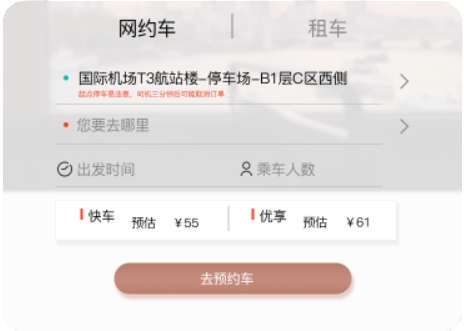 网约车 租车
国际机场T3航站楼-停车场-B1层C区西侧
起点停车易违章，司机三分钟后可能取消订单
您要去哪里
出发时间 乘车人数
快车 预估 ¥55 优享 预估 ¥61
去预约车